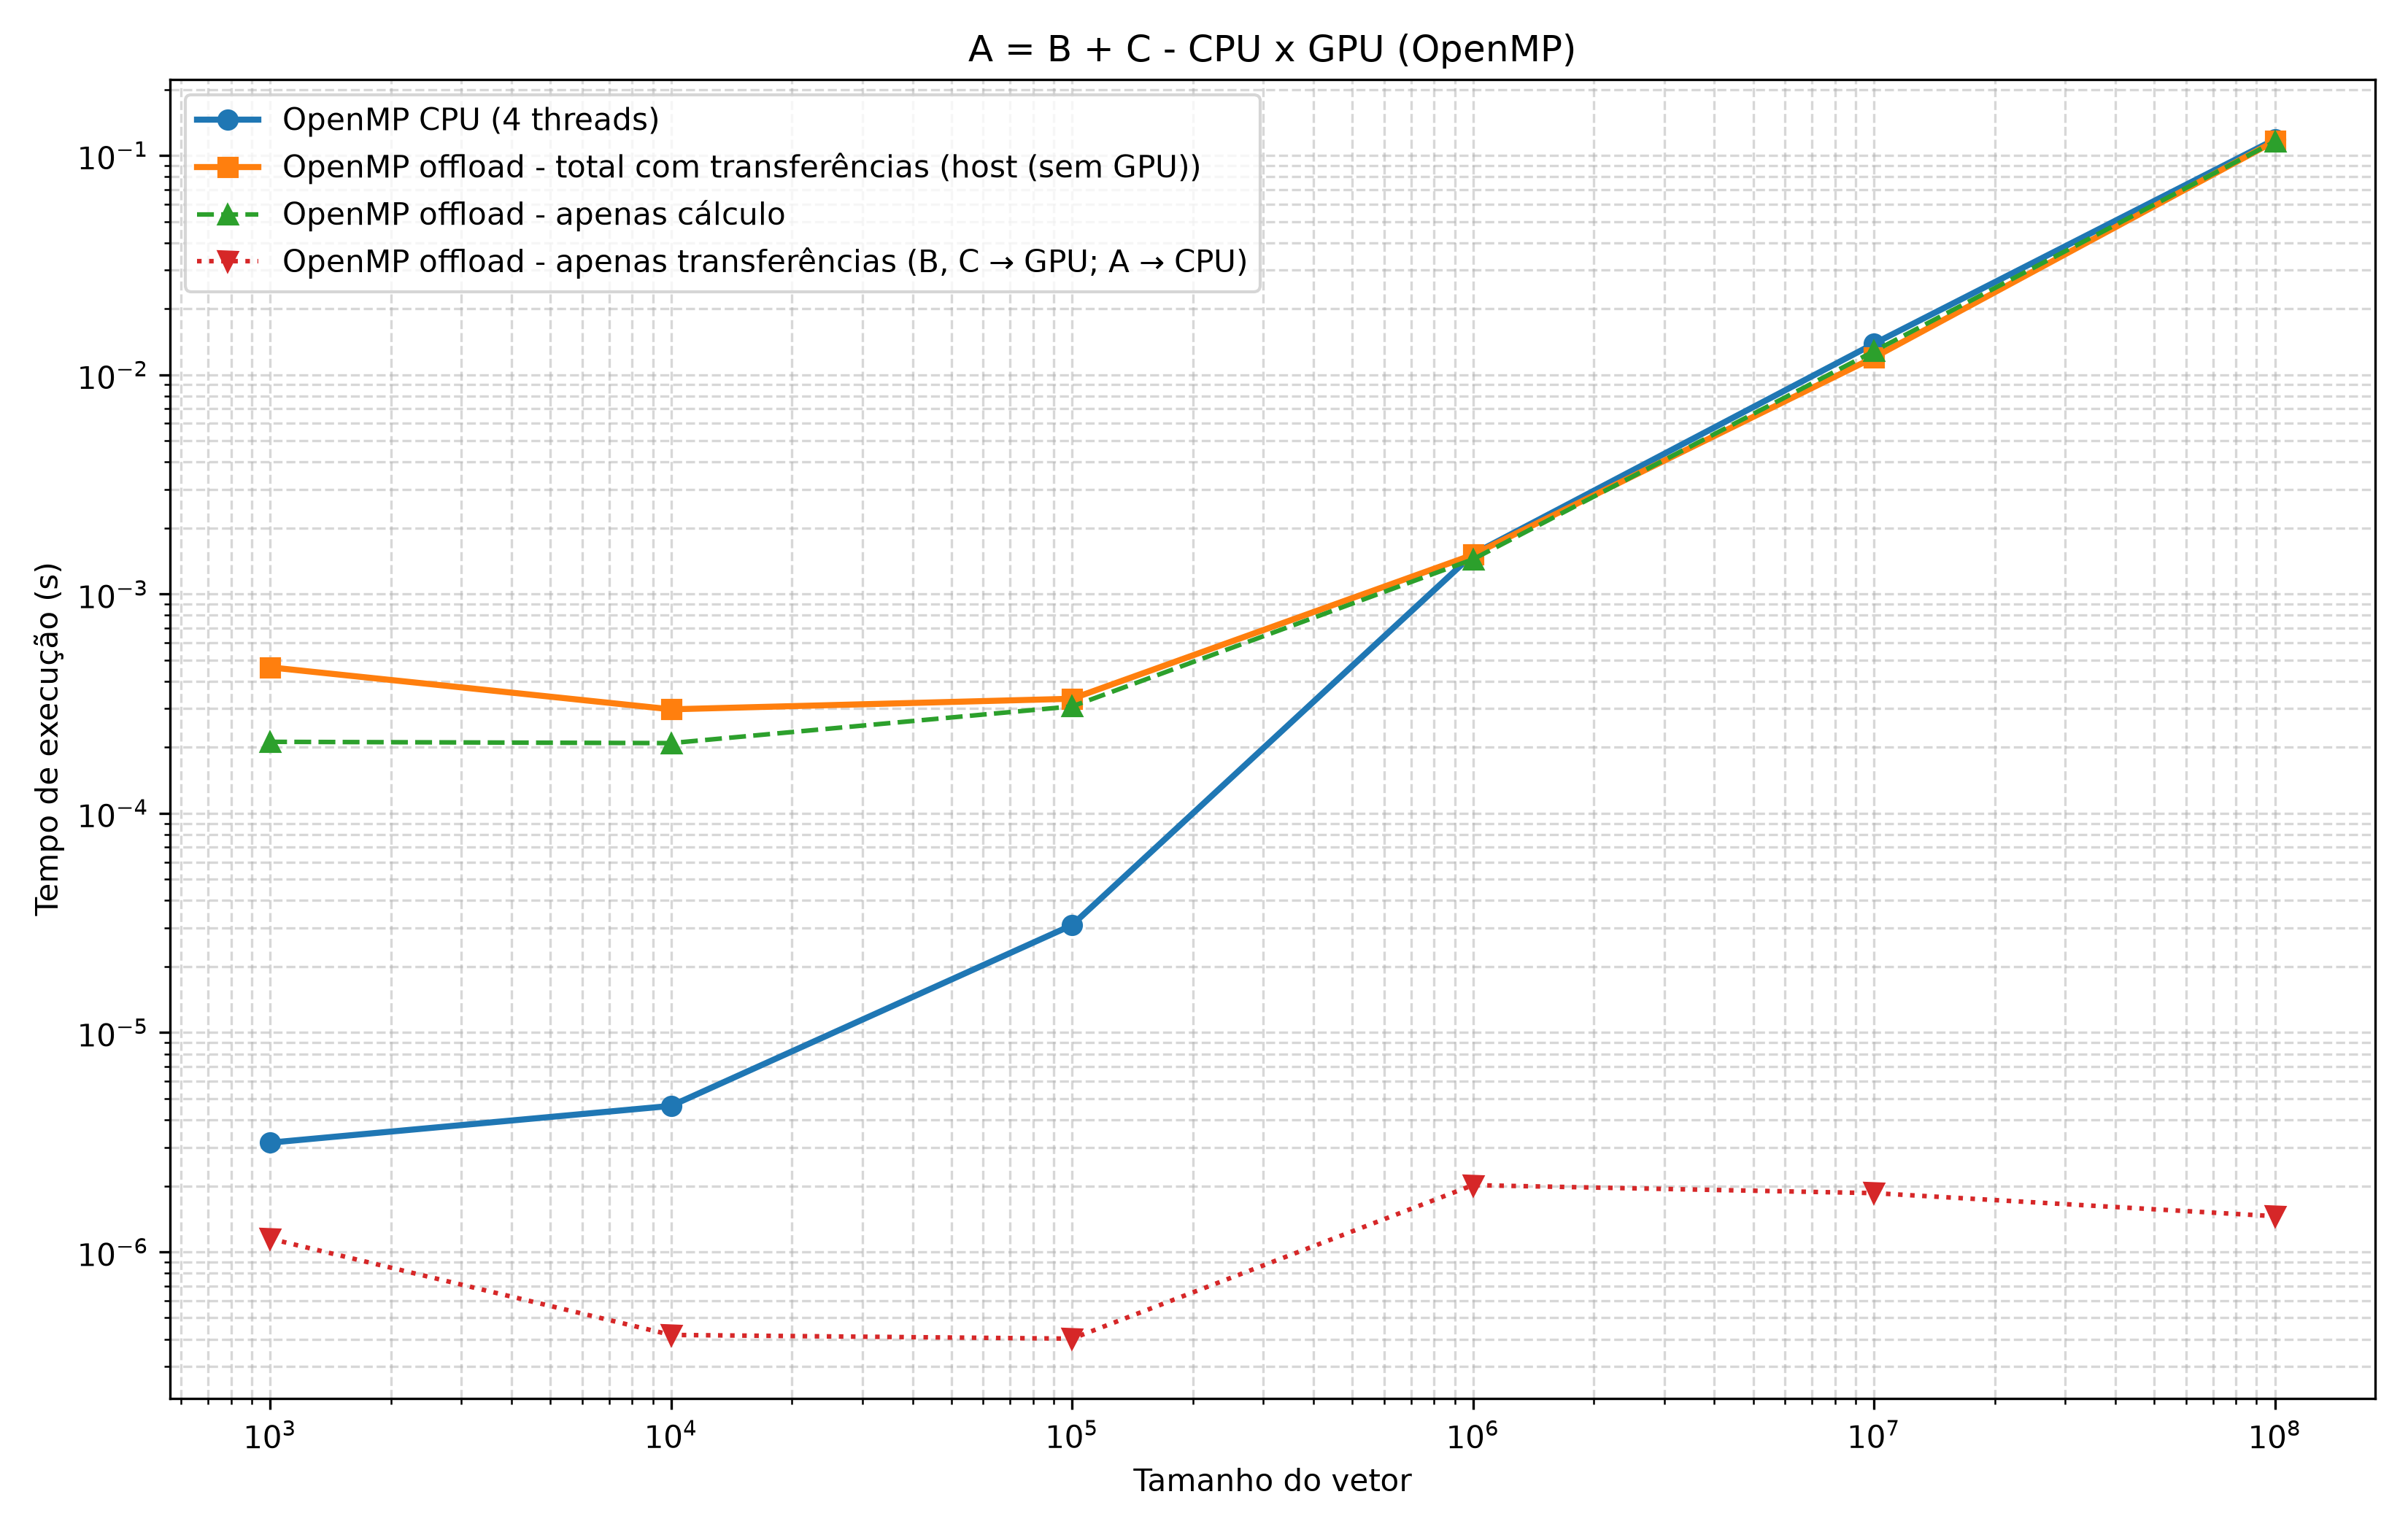 A = B + C - CPU x GPU (OpenMP)
OpenMP CPU (4 threads)
OpenMP offload - total com transferências (host (sem GPU))
OpenMP offload - apenas cálculo
OpenMP offload - apenas transferências (B, C → GPU; A → CPU)
Tempo de execução (s)
10⁻¹
10⁻²
10⁻³
10⁻⁴
10⁻⁵
10⁻⁶
10³ 10⁴ 10⁵ 10⁶ 10⁷ 10⁸
Tamanho do vetor